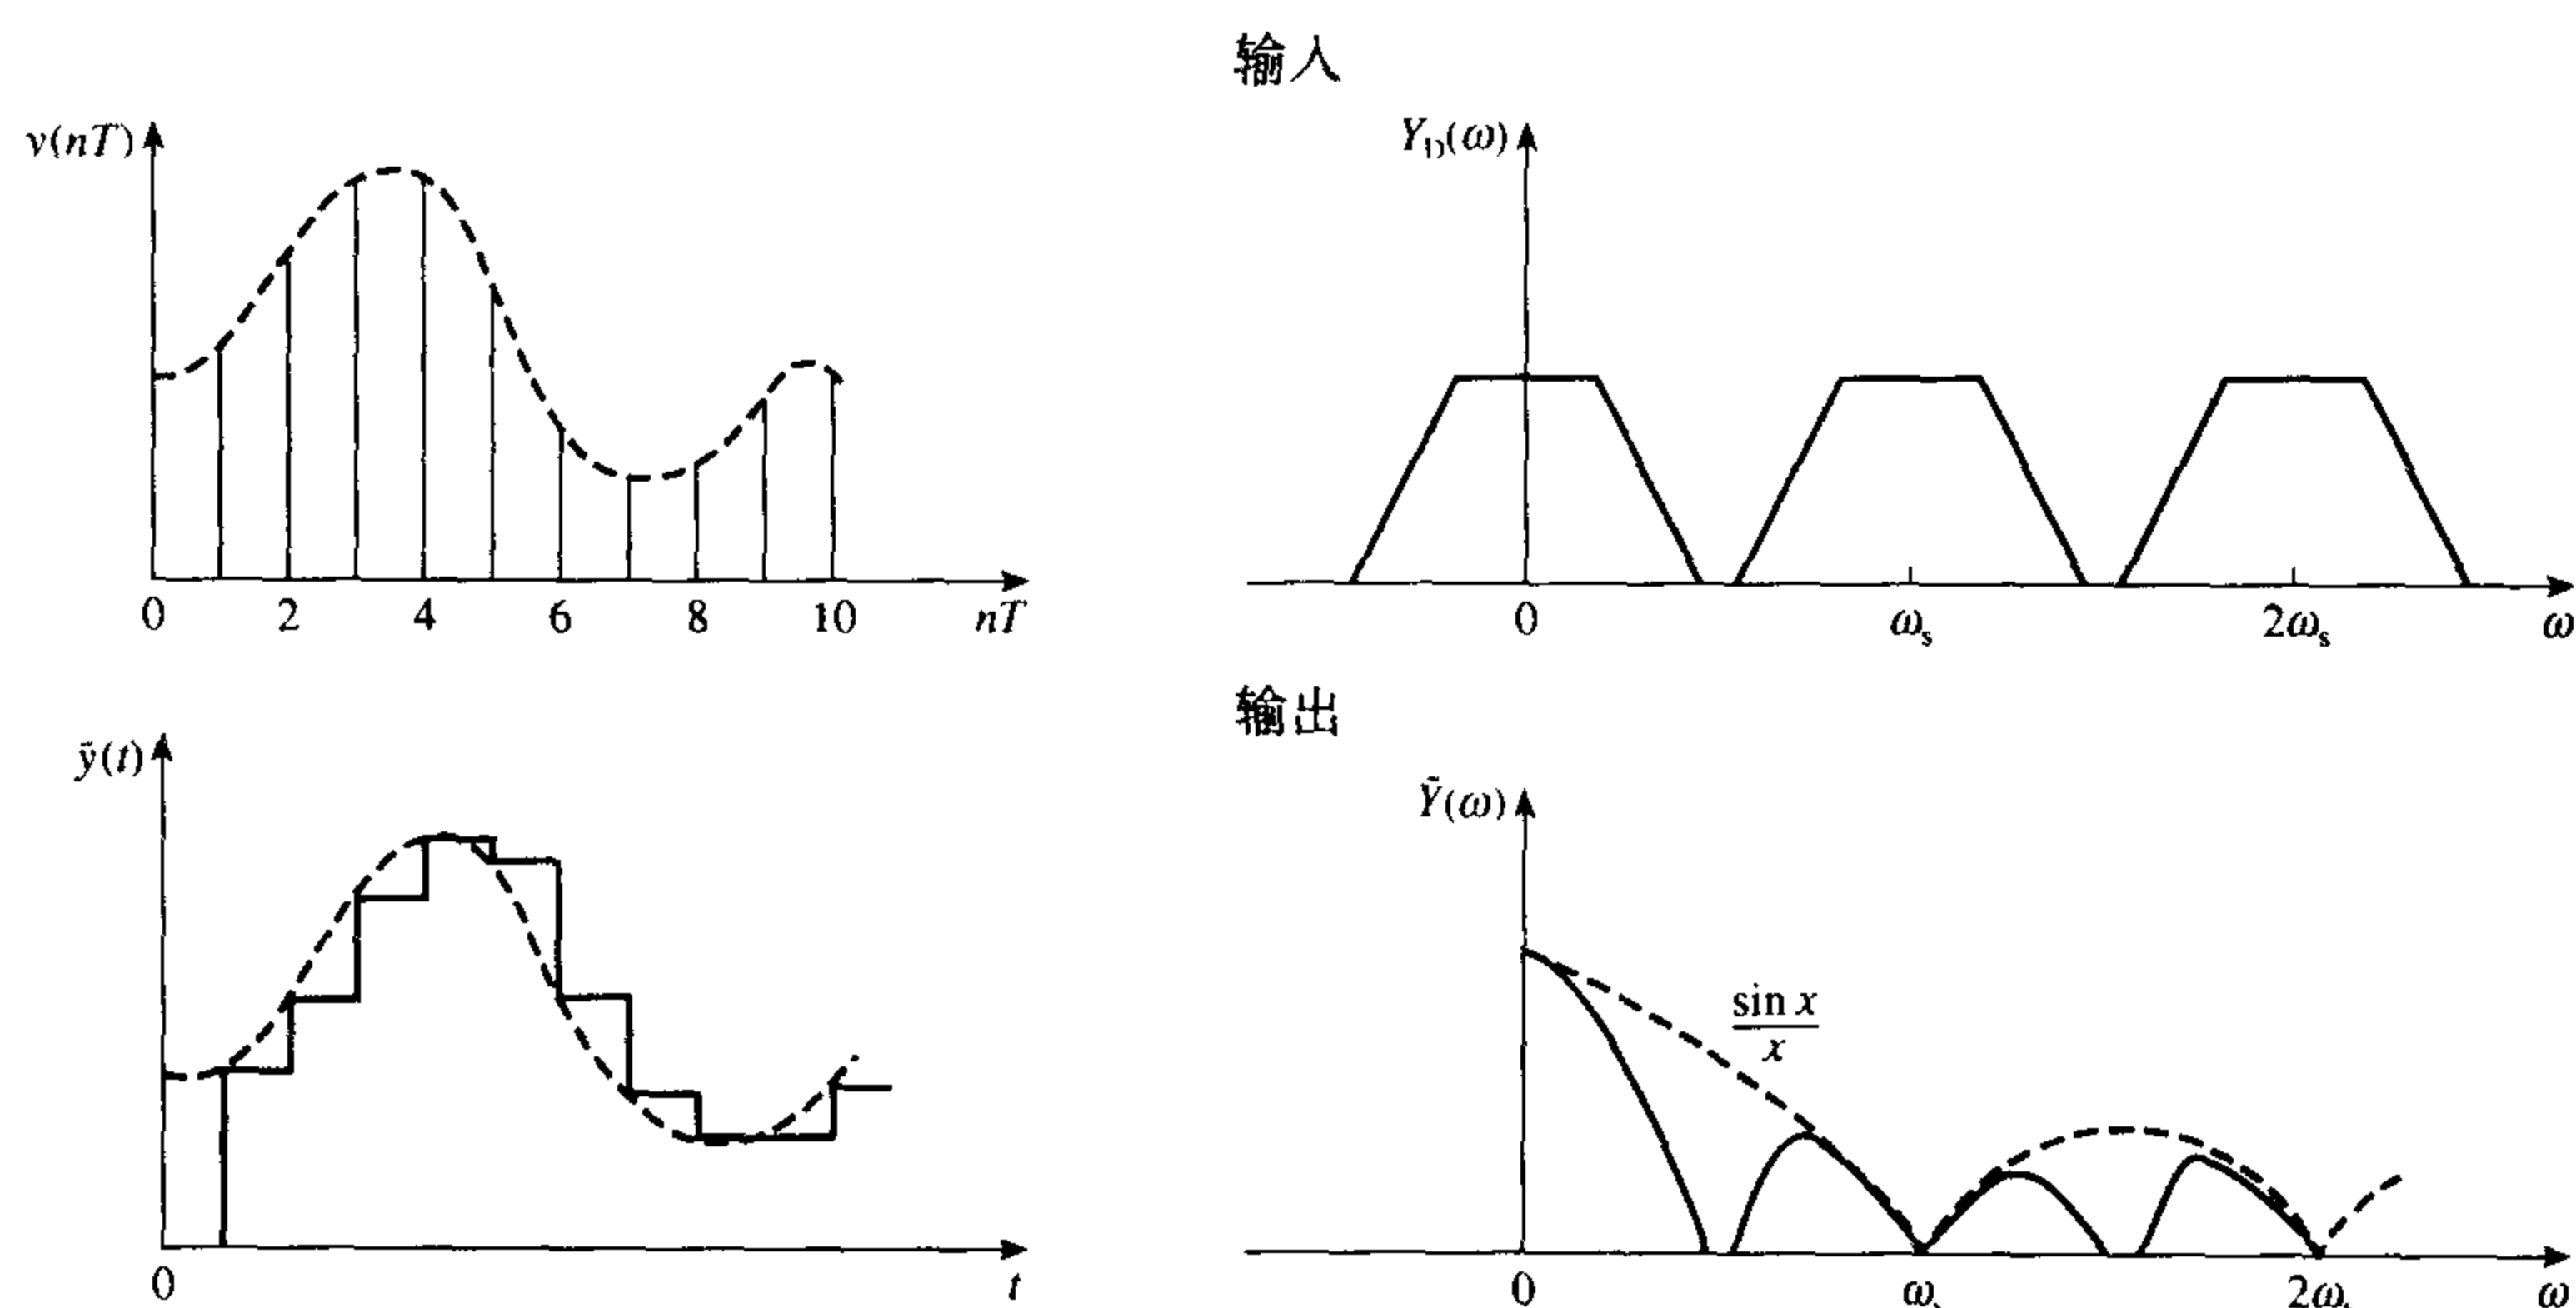 输入
y(nT)
0 2 4 6 8 10 nT
Y_D(ω)
0 ω_s 2ω_s ω
输出
ỹ(t)
0 t
Ỹ(ω)
sin x
x
0 ω_s 2ω_s ω